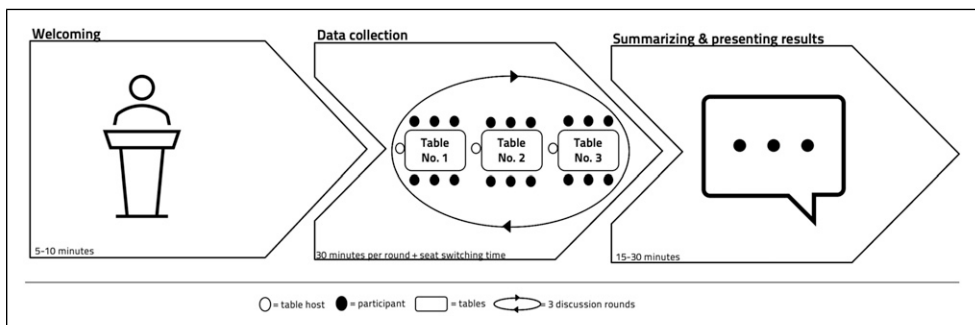 Welcoming
Data collection
Summarizing & presenting results
Table
No. 1
Table
No. 2
Table
No. 3
5-10 minutes
30 minutes per round + seat switching time
15-30 minutes
= table host
= participant
= tables
= 3 discussion rounds